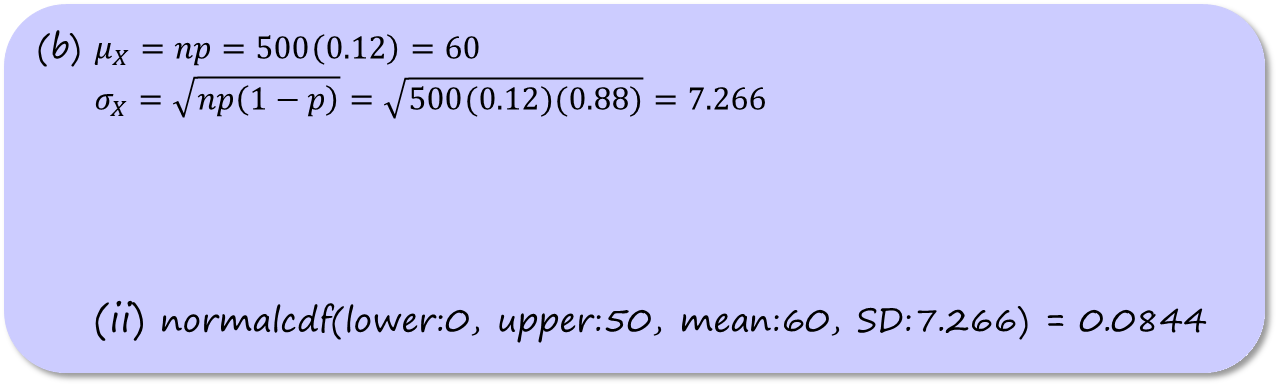 (b) μ_X = np = 500(0.12) = 60
σ_X = √(np(1 − p)) = √(500(0.12)(0.88)) = 7.266
(ii) normalcdf(lower:0, upper:50, mean:60, SD:7.266) = 0.0844